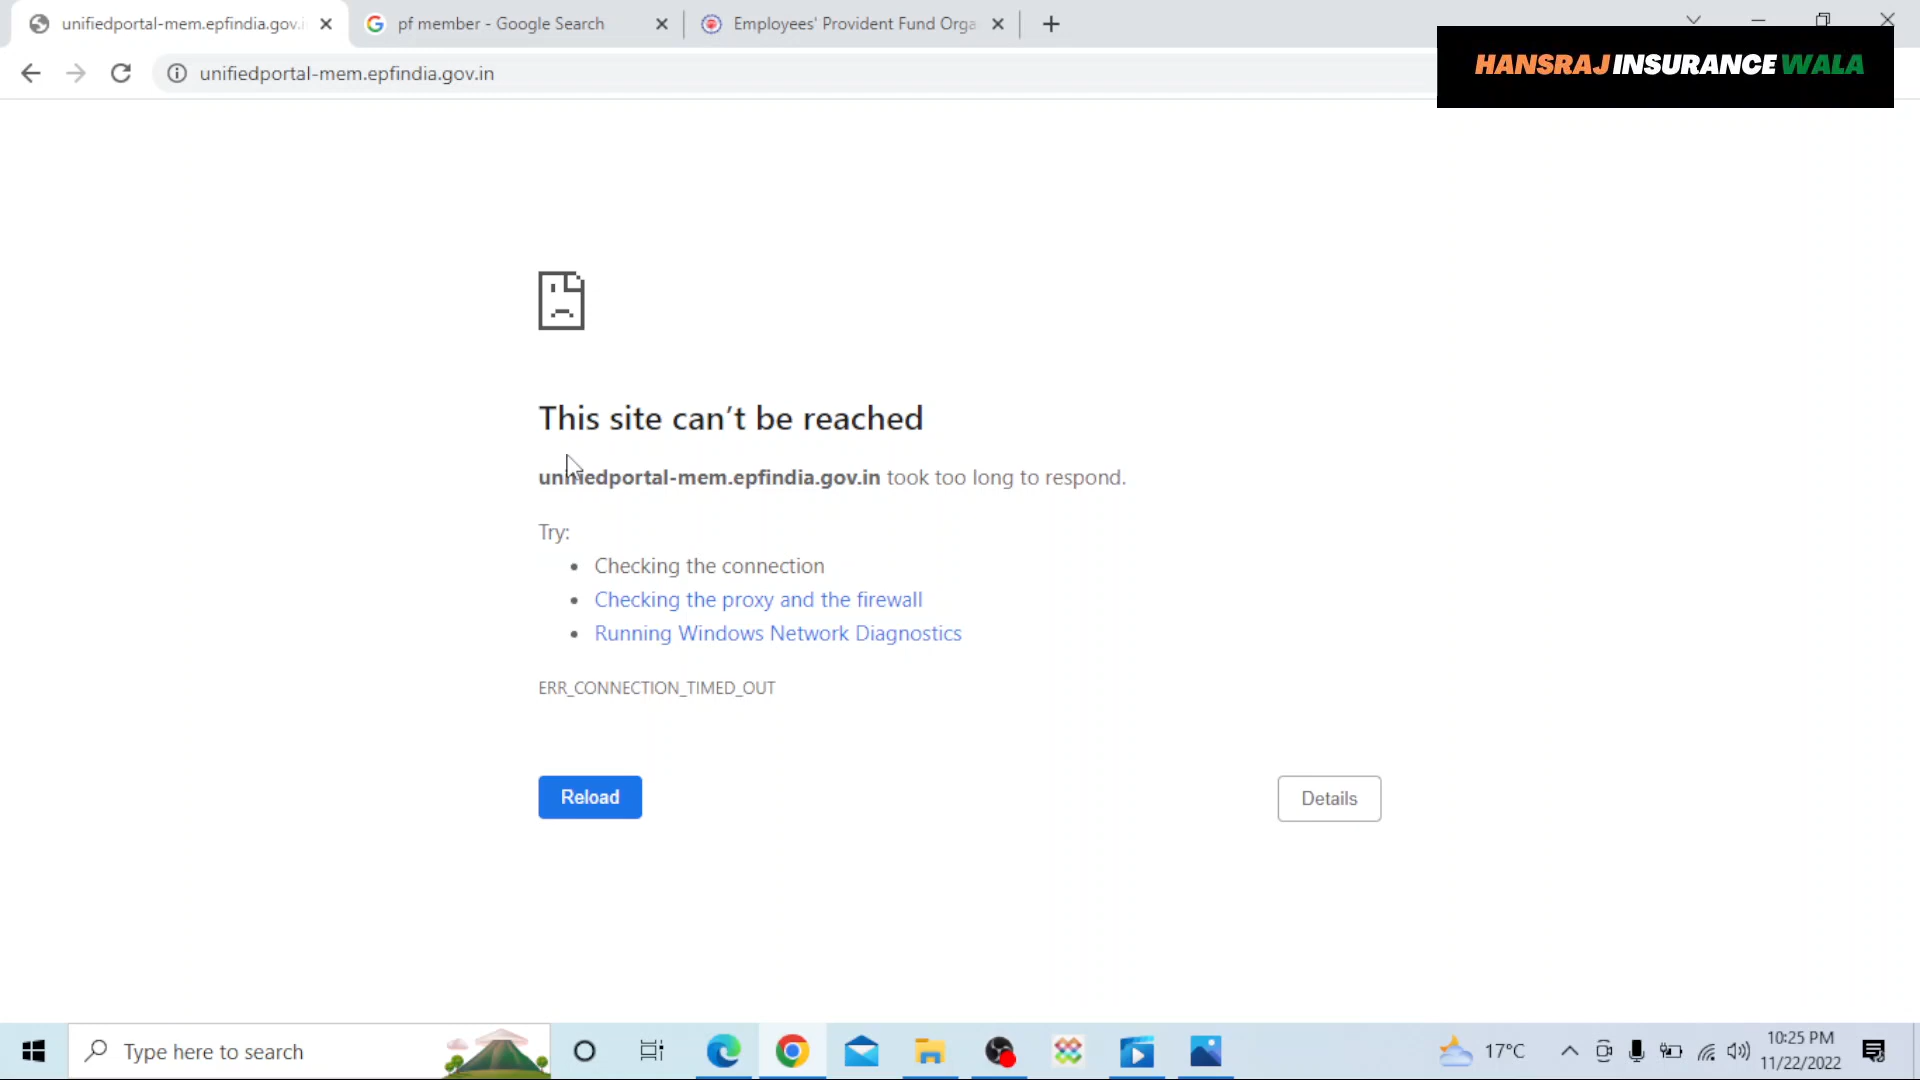 unifiedportal-mem.epfindia.gov.i
pf member - Google Search
Employees' Provident Fund Orga
unifiedportal-mem.epfindia.gov.in
HANSRAJ INSURANCE WALA
This site can't be reached
unifiedportal-mem.epfindia.gov.in took too long to respond.
Try:
Checking the connection
Checking the proxy and the firewall
Running Windows Network Diagnostics
ERR_CONNECTION_TIMED_OUT
Reload
Details
Type here to search
17°C
10:25 PM
11/22/2022